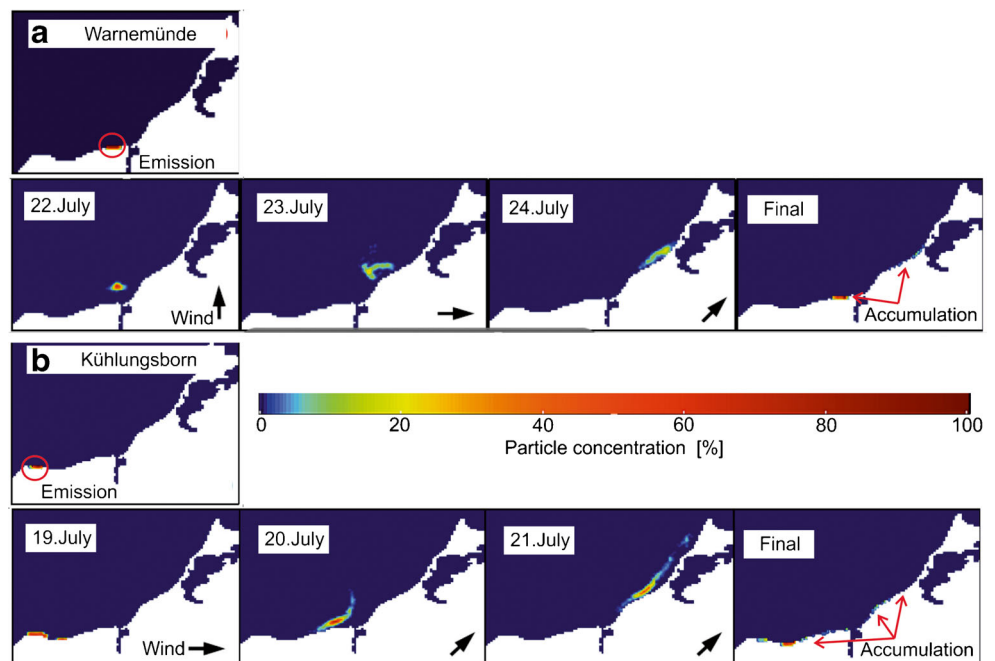 a Warnemünde
Emission
22.July
23.July
24.July
Final
Wind
Accumulation
b Kühlungsborn
0 20 40 60 80 100
Particle concentration [%]
Emission
19.July
20.July
21.July
Final
Wind
Accumulation